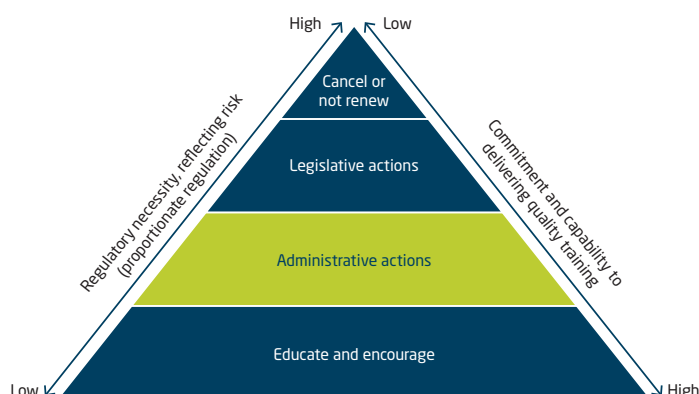 High
Low
Cancel or
not renew
Regulatory necessity, reflecting risk
(proportionate regulation)
Commitment and capability to
delivering quality training
Legislative actions
Administrative actions
Educate and encourage
Low
High